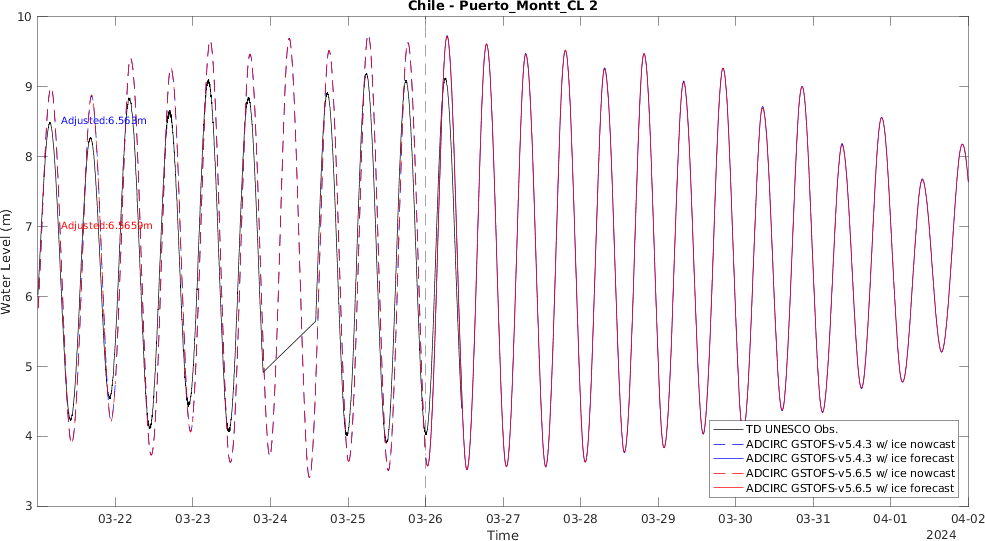 Chile - Puerto_Montt_CL 2
10
9
8
7
6
5
4
3
Water Level (m)
Adjusted:6.563m
Adjusted:6.5659m
TD UNESCO Obs.
ADCIRC GSTOFS-v5.4.3 w/ ice nowcast
ADCIRC GSTOFS-v5.4.3 w/ ice forecast
ADCIRC GSTOFS-v5.6.5 w/ ice nowcast
ADCIRC GSTOFS-v5.6.5 w/ ice forecast
03-22 03-23 03-24 03-25 03-26 03-27 03-28 03-29 03-30 03-31 04-01 04-02
2024
Time